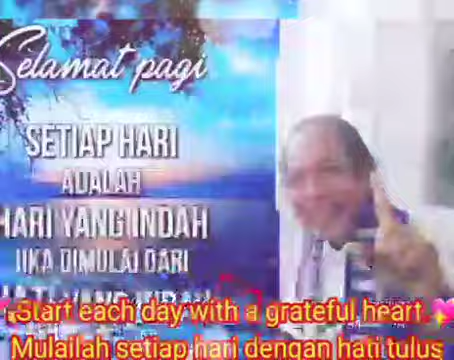 Selamat pagi
SETIAP HARI
ADALAH
HARI YANG INDAH
JIKA DIMULAI DARI
Start each day with a grateful heart.
Mulailah setiap hari dengan hati tulus